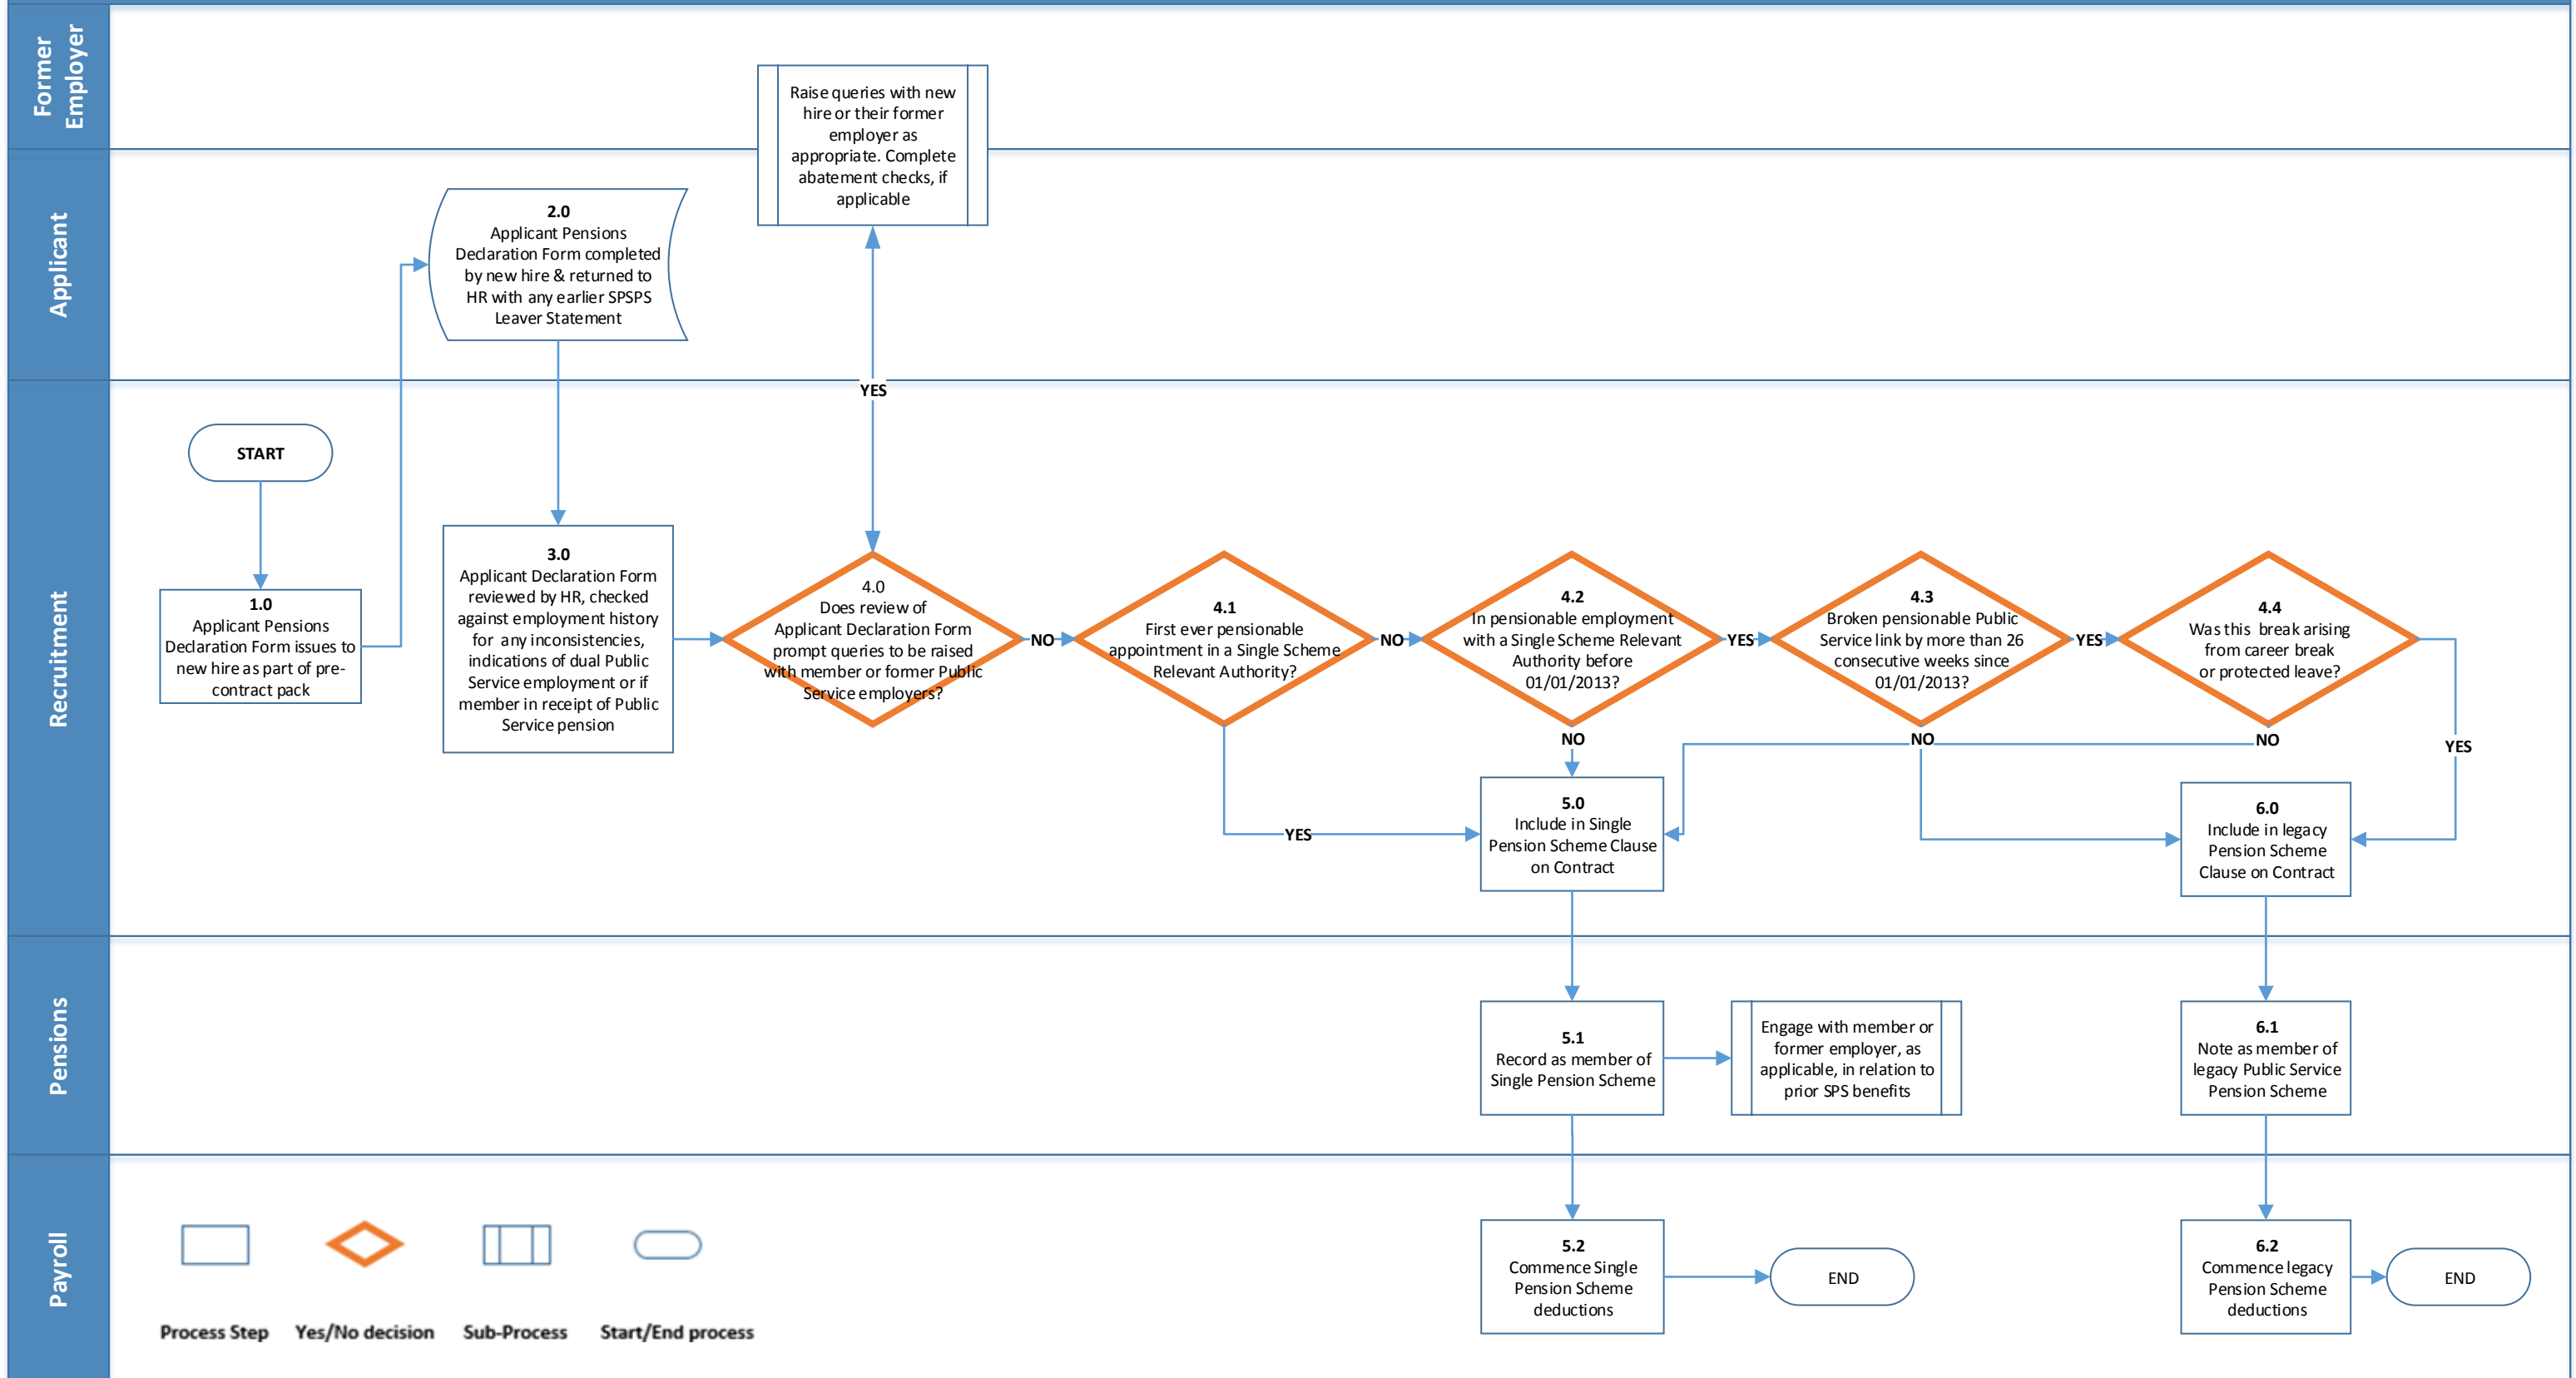 Former
Employer
Raise queries with new
hire or their former
employer as
appropriate. Complete
abatement checks, if
applicable
Applicant
2.0
Applicant Pensions
Declaration Form completed
by new hire & returned to
HR with any earlier SPSPS
Leaver Statement
YES
Recruitment
START
1.0
Applicant Pensions
Declaration Form issues to
new hire as part of pre-
contract pack
3.0
Applicant Declaration Form
reviewed by HR, checked
against employment history
for any inconsistencies,
indications of dual Public
Service employment or if
member in receipt of Public
Service pension
4.0
Does review of
Applicant Declaration Form
prompt queries to be raised
with member or former Public
Service employers?
NO
4.1
First ever pensionable
appointment in a Single Scheme
Relevant Authority?
NO
4.2
In pensionable employment
with a Single Scheme Relevant
Authority before
01/01/2013?
YES
4.3
Broken pensionable Public
Service link by more than 26
consecutive weeks since
01/01/2013?
YES
4.4
Was this break arising
from career break
or protected leave?
NO
NO
NO
YES
YES
5.0
Include in Single
Pension Scheme Clause
on Contract
6.0
Include in legacy
Pension Scheme
Clause on Contract
Pensions
5.1
Record as member of
Single Pension Scheme
Engage with member or
former employer, as
applicable, in relation to
prior SPS benefits
6.1
Note as member of
legacy Public Service
Pension Scheme
Payroll
Process Step
Yes/No decision
Sub-Process
Start/End process
5.2
Commence Single
Pension Scheme
deductions
END
6.2
Commence legacy
Pension Scheme
deductions
END